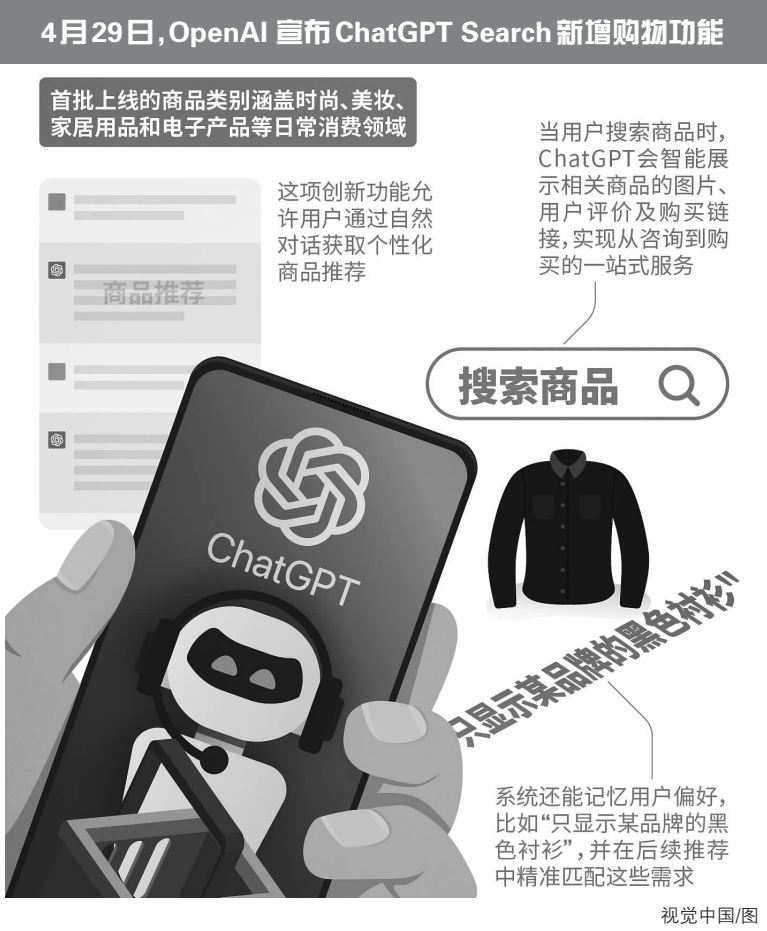 4月29日，OpenAI 宣布ChatGPT Search新增购物功能
首批上线的商品类别涵盖时尚、美妆、
家居用品和电子产品等日常消费领域
这项创新功能允
许用户通过自然
对话获取个性化
商品推荐
当用户搜索商品时，
ChatGPT会智能展
示相关商品的图片、
用户评价及购买链
接，实现从咨询到购
买的一站式服务
商品推荐
搜索商品
ChatGPT
只显示某品牌的黑色衬衫”
系统还能记忆用户偏好，
比如“只显示某品牌的黑
色衬衫”，并在后续推荐
中精准匹配这些需求
视觉中国/图